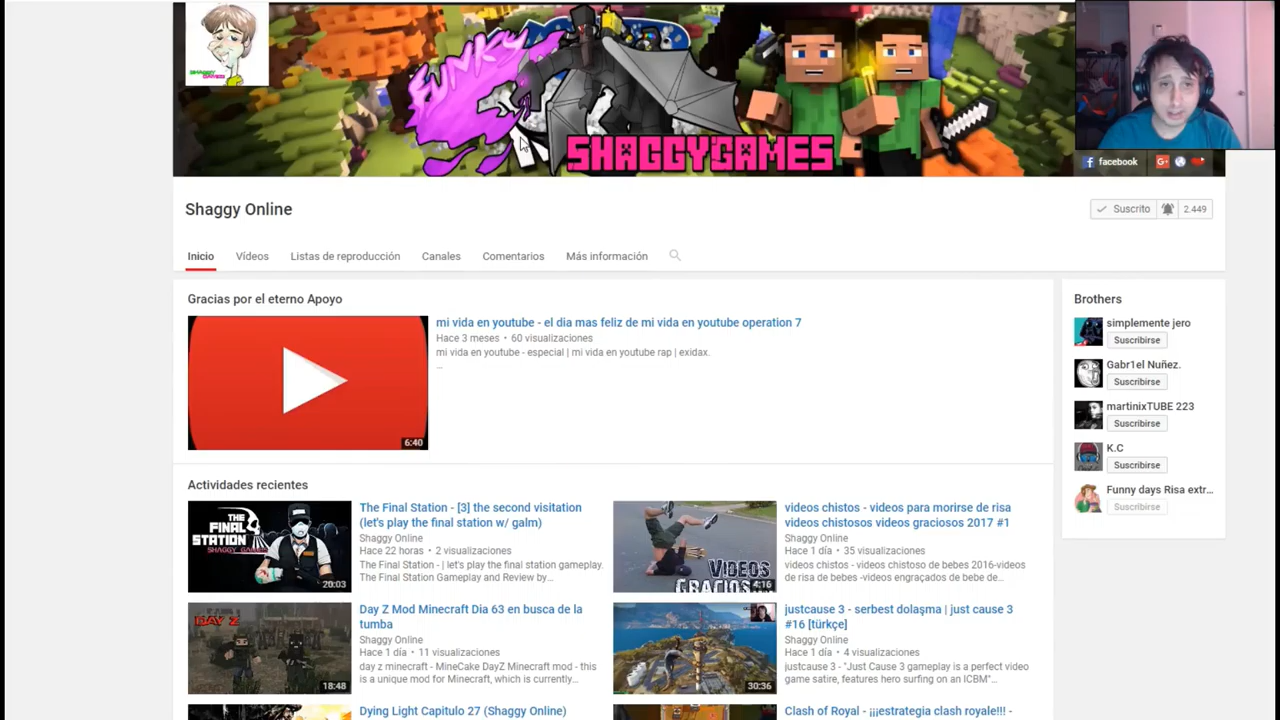 SHAGGY
GAMES
FUNKY
SHAGGYGAMES
facebook
Shaggy Online
Suscrito 2.449
Inicio Vídeos Listas de reproducción Canales Comentarios Más información
Gracias por el eterno Apoyo
mi vida en youtube - el dia mas feliz de mi vida en youtube operation 7
Hace 3 meses • 60 visualizaciones
mi vida en youtube - especial | mi vida en youtube rap | exidax.
...
6:40
Brothers
simplemente jero
Suscribirse
Gabr1el Nuñez.
Suscribirse
martinixTUBE 223
Suscribirse
K.C
Suscribirse
Funny days Risa extr...
Suscribirse
Actividades recientes
THE
FINAL
STATION
SHAGGY GAMES
20:03
The Final Station - [3] the second visitation
(let's play the final station w/ galm)
Shaggy Online
Hace 22 horas • 2 visualizaciones
The Final Station - | let's play the final station gameplay.
The Final Station Gameplay and Review by...
VIDEOS
GRACIOSOS
4:16
videos chistos - videos para morirse de risa
videos chistosos videos graciosos 2017 #1
Shaggy Online
Hace 1 día • 35 visualizaciones
videos chistos - videos chistoso de bebes 2016-videos
de risa de bebes -videos engraçados de bebe de...
DAY Z
18:48
Day Z Mod Minecraft Dia 63 en busca de la
tumba
Shaggy Online
Hace 1 día • 11 visualizaciones
day z minecraft - MineCake DayZ Minecraft mod - this
is a unique mod for Minecraft, which is currently...
30:36
justcause 3 - serbest dolaşma | just cause 3
#16 [türkçe]
Shaggy Online
Hace 1 día • 4 visualizaciones
justcause 3 - "Just Cause 3 gameplay is a perfect video
game satire, features hero surfing on an ICBM"...
Dying Light Capitulo 27 (Shaggy Online)
Clash of Royal - ¡¡¡estrategia clash royale!!! -